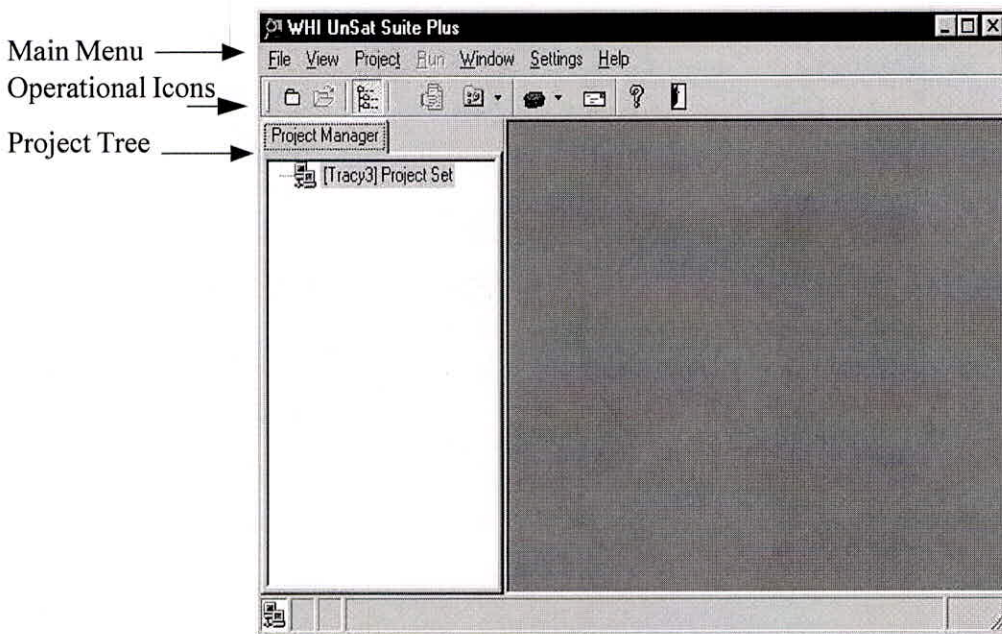 WHI UnSat Suite Plus
Main Menu
File View Project Run Window Settings Help
Operational Icons
Project Tree
Project Manager
[Tracy3] Project Set